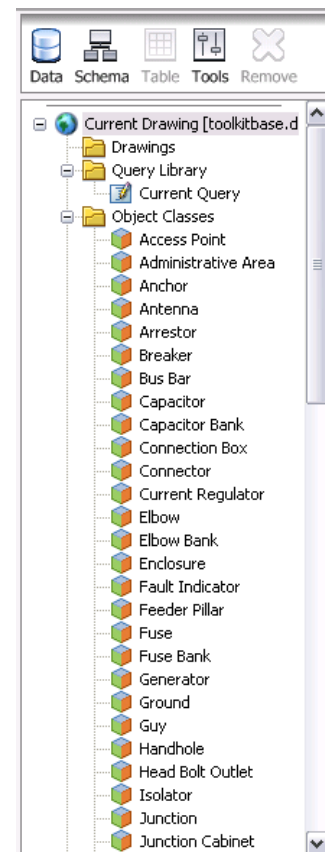 Data Schema Table Tools Remove
Current Drawing [toolkitbase.d
Drawings
Query Library
Current Query
Object Classes
Access Point
Administrative Area
Anchor
Antenna
Arrestor
Breaker
Bus Bar
Capacitor
Capacitor Bank
Connection Box
Connector
Current Regulator
Elbow
Elbow Bank
Enclosure
Fault Indicator
Feeder Pillar
Fuse
Fuse Bank
Generator
Ground
Guy
Handhole
Head Bolt Outlet
Isolator
Junction
Junction Cabinet